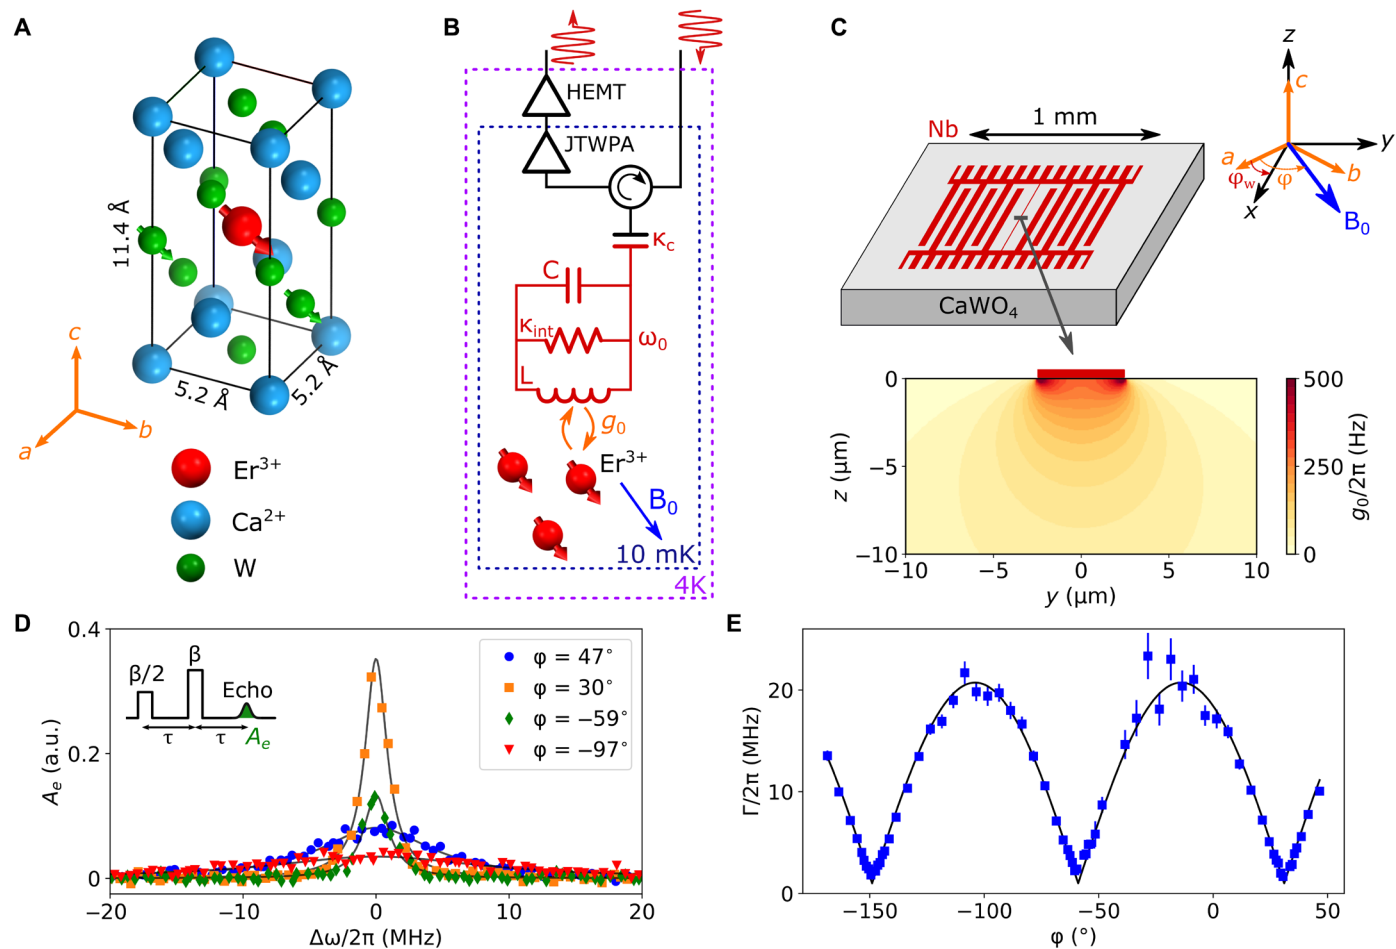 A
11.4 Å
5.2 Å
5.2 Å
c
a
b
Er3+
Ca2+
W
B
HEMT
JTWPA
κc
C
κint
ω0
L
g0
Er3+
B0
10 mK
4K
C
Nb
1 mm
CaWO4
z
c
y
a
b
φw
φ
x
B0
0
−5
−10
z (μm)
−10
−5
0
5
10
y (μm)
500
250
0
g0/2π (Hz)
D
0.4
0.2
0
Ae (a.u.)
β/2
β
Echo
τ
τ
Ae
φ = 47°
φ = 30°
φ = −59°
φ = −97°
−20
−10
0
10
20
Δω/2π (MHz)
E
20
10
0
Γ/2π (MHz)
−150
−100
−50
0
50
φ (°)